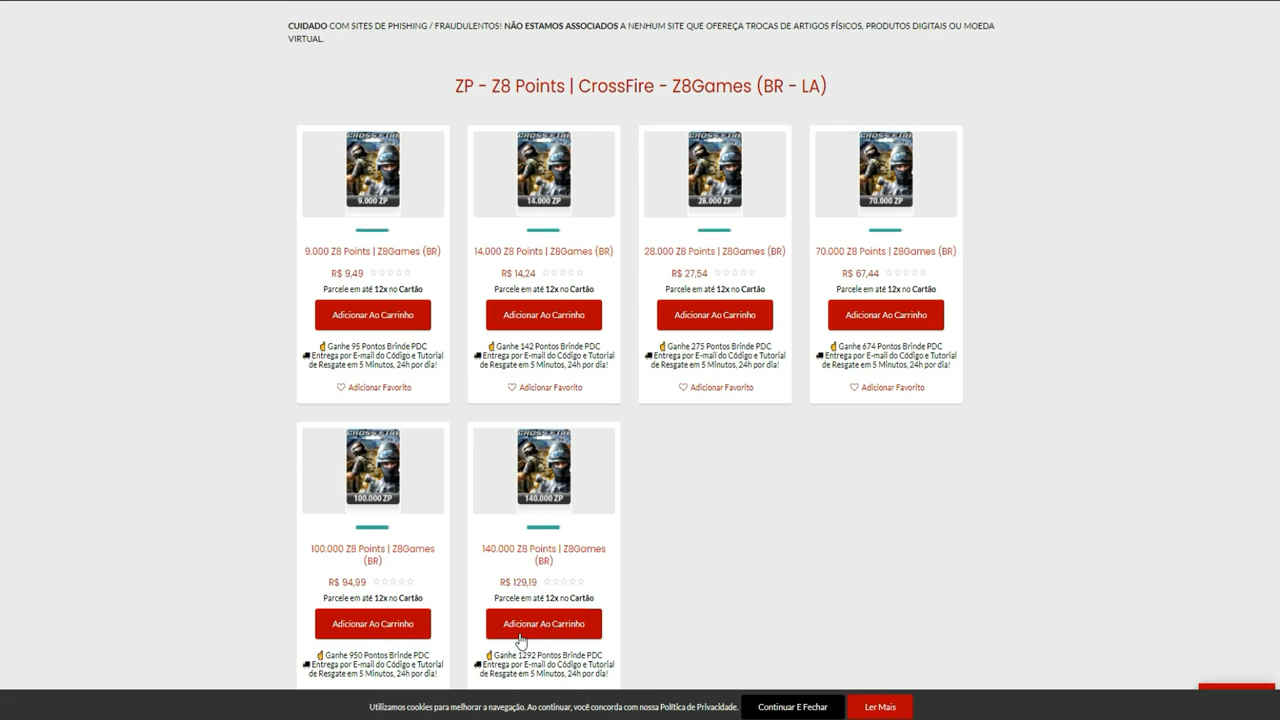 CUIDADO COM SITES DE PHISHING / FRAUDULENTOS! NÃO ESTAMOS ASSOCIADOS A NENHUM SITE QUE OFEREÇA TROCAS DE ARTIGOS FÍSICOS, PRODUTOS DIGITAIS OU MOEDA
VIRTUAL.
ZP - Z8 Points | CrossFire - Z8Games (BR - LA)
CROSSFIRE
9.000 ZP
9.000 Z8 Points | Z8Games (BR)
R$ 9,49
Parcele em até 12x no Cartão
Adicionar Ao Carrinho
Ganhe 95 Pontos Brinde PDC
Entrega por E-mail do Código e Tutorial
de Resgate em 5 Minutos, 24h por dia!
Adicionar Favorito
CROSSFIRE
14.000 ZP
14.000 Z8 Points | Z8Games (BR)
R$ 14,24
Parcele em até 12x no Cartão
Adicionar Ao Carrinho
Ganhe 142 Pontos Brinde PDC
Entrega por E-mail do Código e Tutorial
de Resgate em 5 Minutos, 24h por dia!
Adicionar Favorito
CROSSFIRE
28.000 ZP
28.000 Z8 Points | Z8Games (BR)
R$ 27,54
Parcele em até 12x no Cartão
Adicionar Ao Carrinho
Ganhe 275 Pontos Brinde PDC
Entrega por E-mail do Código e Tutorial
de Resgate em 5 Minutos, 24h por dia!
Adicionar Favorito
CROSSFIRE
70.000 ZP
70.000 Z8 Points | Z8Games (BR)
R$ 67,44
Parcele em até 12x no Cartão
Adicionar Ao Carrinho
Ganhe 674 Pontos Brinde PDC
Entrega por E-mail do Código e Tutorial
de Resgate em 5 Minutos, 24h por dia!
Adicionar Favorito
CROSSFIRE
100.000 ZP
100.000 Z8 Points | Z8Games
(BR)
R$ 94,99
Parcele em até 12x no Cartão
Adicionar Ao Carrinho
Ganhe 950 Pontos Brinde PDC
Entrega por E-mail do Código e Tutorial
de Resgate em 5 Minutos, 24h por dia!
CROSSFIRE
140.000 ZP
140.000 Z8 Points | Z8Games
(BR)
R$ 129,19
Parcele em até 12x no Cartão
Adicionar Ao Carrinho
Ganhe 1292 Pontos Brinde PDC
Entrega por E-mail do Código e Tutorial
de Resgate em 5 Minutos, 24h por dia!
Utilizamos cookies para melhorar a navegação. Ao continuar, você concorda com nossa Política de Privacidade.
Continuar E Fechar
Ler Mais